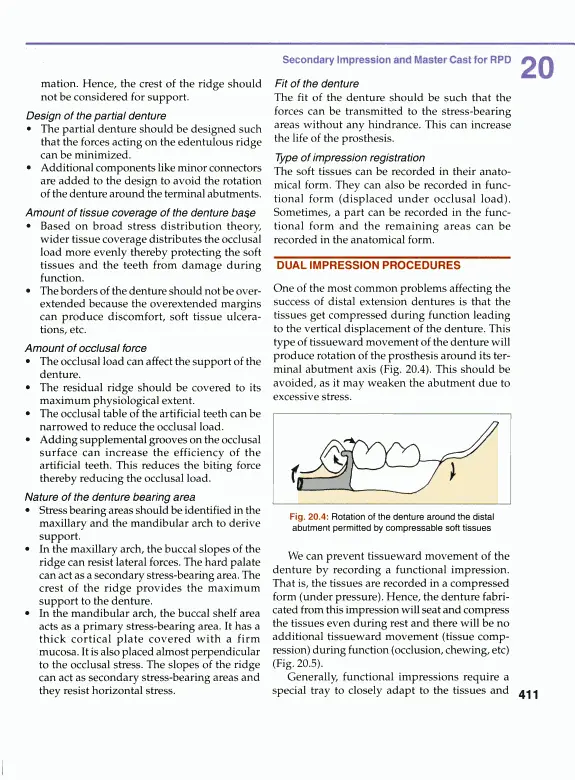 Secondary Impression and Master Cast for RPD
20
mation. Hence, the crest of the ridge should
not be considered for support.
Design of the partial denture
• The partial denture should be designed such
that the forces acting on the edentulous ridge
can be minimized.
• Additional components like minor connectors
are added to the design to avoid the rotation
of the denture around the terminal abutments.
Amount of tissue coverage of the denture base
• Based on broad stress distribution theory,
wider tissue coverage distributes the occlusal
load more evenly thereby protecting the soft
tissues and the teeth from damage during
function.
• The borders of the denture should not be over-
extended because the overextended margins
can produce discomfort, soft tissue ulcera-
tions, etc.
Amount of occlusal force
• The occlusal load can affect the support of the
denture.
• The residual ridge should be covered to its
maximum physiological extent.
• The occlusal table of the artificial teeth can be
narrowed to reduce the occlusal load.
• Adding supplemental grooves on the occlusal
surface can increase the efficiency of the
artificial teeth. This reduces the biting force
thereby reducing the occlusal load.
Nature of the denture bearing area
• Stress bearing areas should be identified in the
maxillary and the mandibular arch to derive
support.
• In the maxillary arch, the buccal slopes of the
ridge can resist lateral forces. The hard palate
can act as a secondary stress-bearing area. The
crest of the ridge provides the maximum
support to the denture.
• In the mandibular arch, the buccal shelf area
acts as a primary stress-bearing area. It has a
thick cortical plate covered with a firm
mucosa. It is also placed almost perpendicular
to the occlusal stress. The slopes of the ridge
can act as secondary stress-bearing areas and
they resist horizontal stress.
Fit of the denture
The fit of the denture should be such that the
forces can be transmitted to the stress-bearing
areas without any hindrance. This can increase
the life of the prosthesis.
Type of impression registration
The soft tissues can be recorded in their anato-
mical form. They can also be recorded in func-
tional form (displaced under occlusal load).
Sometimes, a part can be recorded in the func-
tional form and the remaining areas can be
recorded in the anatomical form.
DUAL IMPRESSION PROCEDURES
One of the most common problems affecting the
success of distal extension dentures is that the
tissues get compressed during function leading
to the vertical displacement of the denture. This
type of tissueward movement of the denture will
produce rotation of the prosthesis around its ter-
minal abutment axis (Fig. 20.4). This should be
avoided, as it may weaken the abutment due to
excessive stress.
Fig. 20.4: Rotation of the denture around the distal
abutment permitted by compressable soft tissues
We can prevent tissueward movement of the
denture by recording a functional impression.
That is, the tissues are recorded in a compressed
form (under pressure). Hence, the denture fabri-
cated from this impression will seat and compress
the tissues even during rest and there will be no
additional tissueward movement (tissue comp-
ression) during function (occlusion, chewing, etc)
(Fig. 20.5).
Generally, functional impressions require a
special tray to closely adapt to the tissues and
411